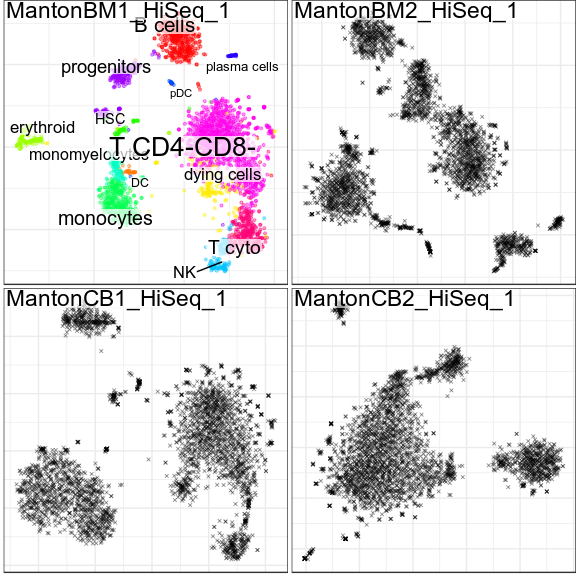 MantonBM1_HiSeq_1
MantonBM2_HiSeq_1
B cells
progenitors
plasma cells
pDC
HSC
erythroid
T CD4-CD8-
monomyelocytes
dying cells
DC
monocytes
T cyto
NK
MantonCB1_HiSeq_1
MantonCB2_HiSeq_1